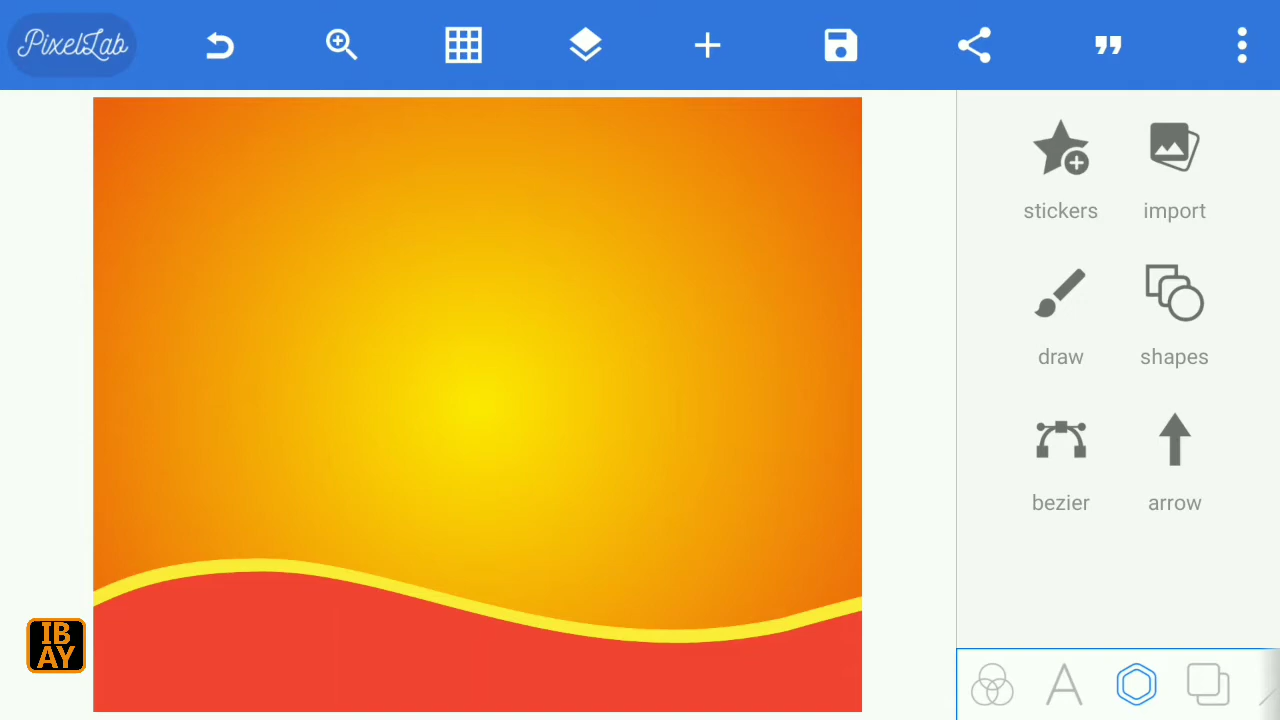 PixelLab
stickers
import
draw
shapes
bezier
arrow
IB
AY